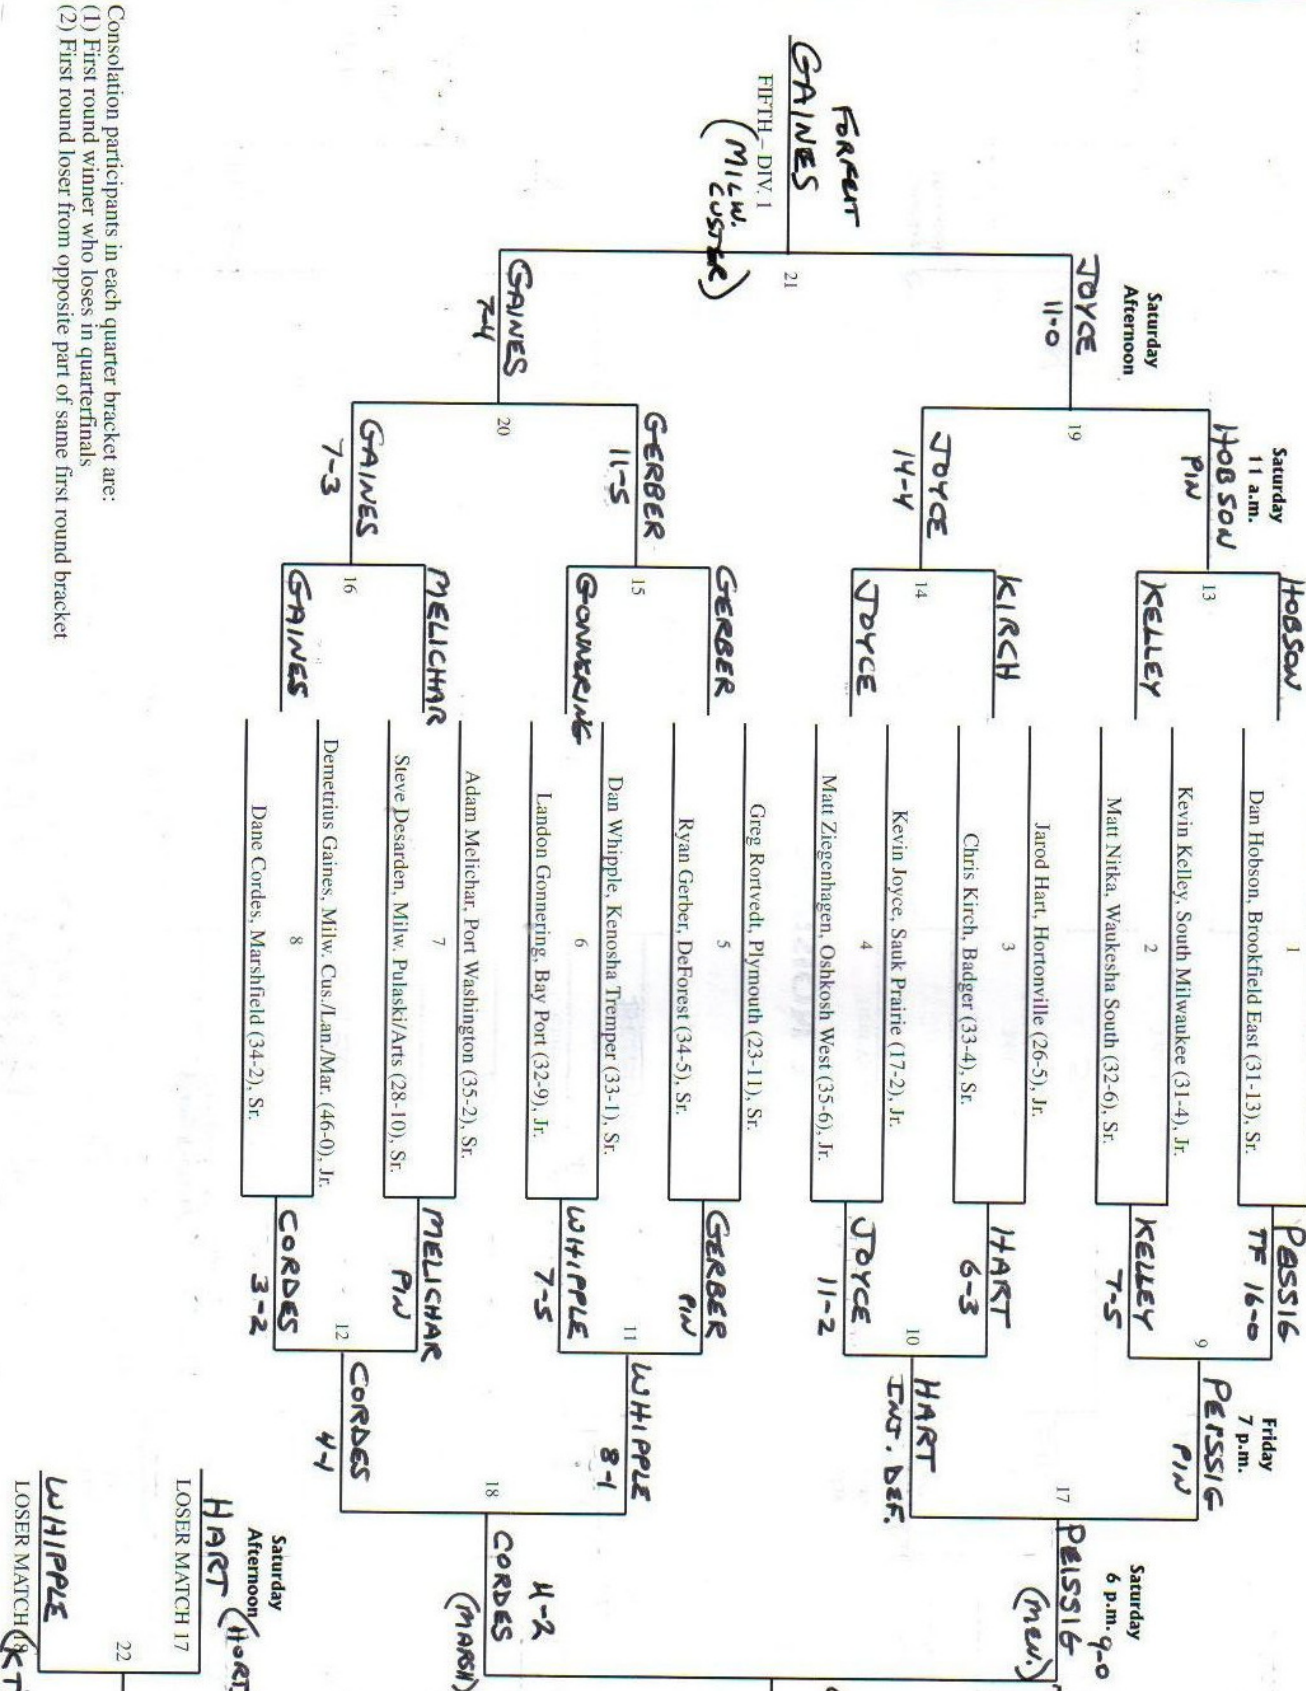 Saturday
11 a.m.
Saturday
Afternoon
Friday
7 p.m.
Saturday
6 p.m.
HOBSON
1
Dan Hobson, Brookfield East (31-13), Sr.
PEISSIG
TF 16-0
HOBSON
PIN
13
9
PEISSIG
PIN
KELLEY
Kevin Kelley, South Milwaukee (31-4), Jr.
2
KELLEY
7-5
Matt Nitka, Waukesha South (32-6), Sr.
JOYCE
11-0
19
17
PEISSIG
9-0
(MEN.)
KIRCH
Jarod Hart, Hortonville (26-5), Jr.
3
HART
6-3
Chris Kirch, Badger (33-4), Sr.
JOYCE
14-4
14
10
HART
INJ. DEF.
JOYCE
Kevin Joyce, Sauk Prairie (17-2), Jr.
4
JOYCE
11-2
Matt Ziegenhagen, Oshkosh West (35-6), Jr.
FORFEIT
GAINES
21
FIFTH – DIV. 1
(MILW.
CUSTER)
GERBER
Greg Rortvedt, Plymouth (23-11), Sr.
5
GERBER
PIN
Ryan Gerber, DeForest (34-5), Sr.
GERBER
11-5
15
11
WHIPPLE
8-1
GONNERING
Dan Whipple, Kenosha Tremper (33-1), Sr.
6
WHIPPLE
7-5
Landon Gonnering, Bay Port (32-9), Jr.
GAINES
7-4
20
18
4-2
CORDES
(MARSH)
MELICHAR
Adam Melichar, Port Washington (35-2), Sr.
7
MELICHAR
PIN
Steve Desarden, Milw. Pulaski/Arts (28-10), Sr.
GAINES
7-3
16
12
CORDES
4-1
GAINES
Demetrius Gaines, Milw. Cus./Lan./Mar. (46-0), Jr.
8
CORDES
3-2
Dane Cordes, Marshfield (34-2), Sr.
Saturday
Afternoon
HART (HORT
LOSER MATCH 17
22
WHIPPLE
LOSER MATCH 18 (KT
Consolation participants in each quarter bracket are:
(1) First round winner who loses in quarterfinals
(2) First round loser from opposite part of same first round bracket